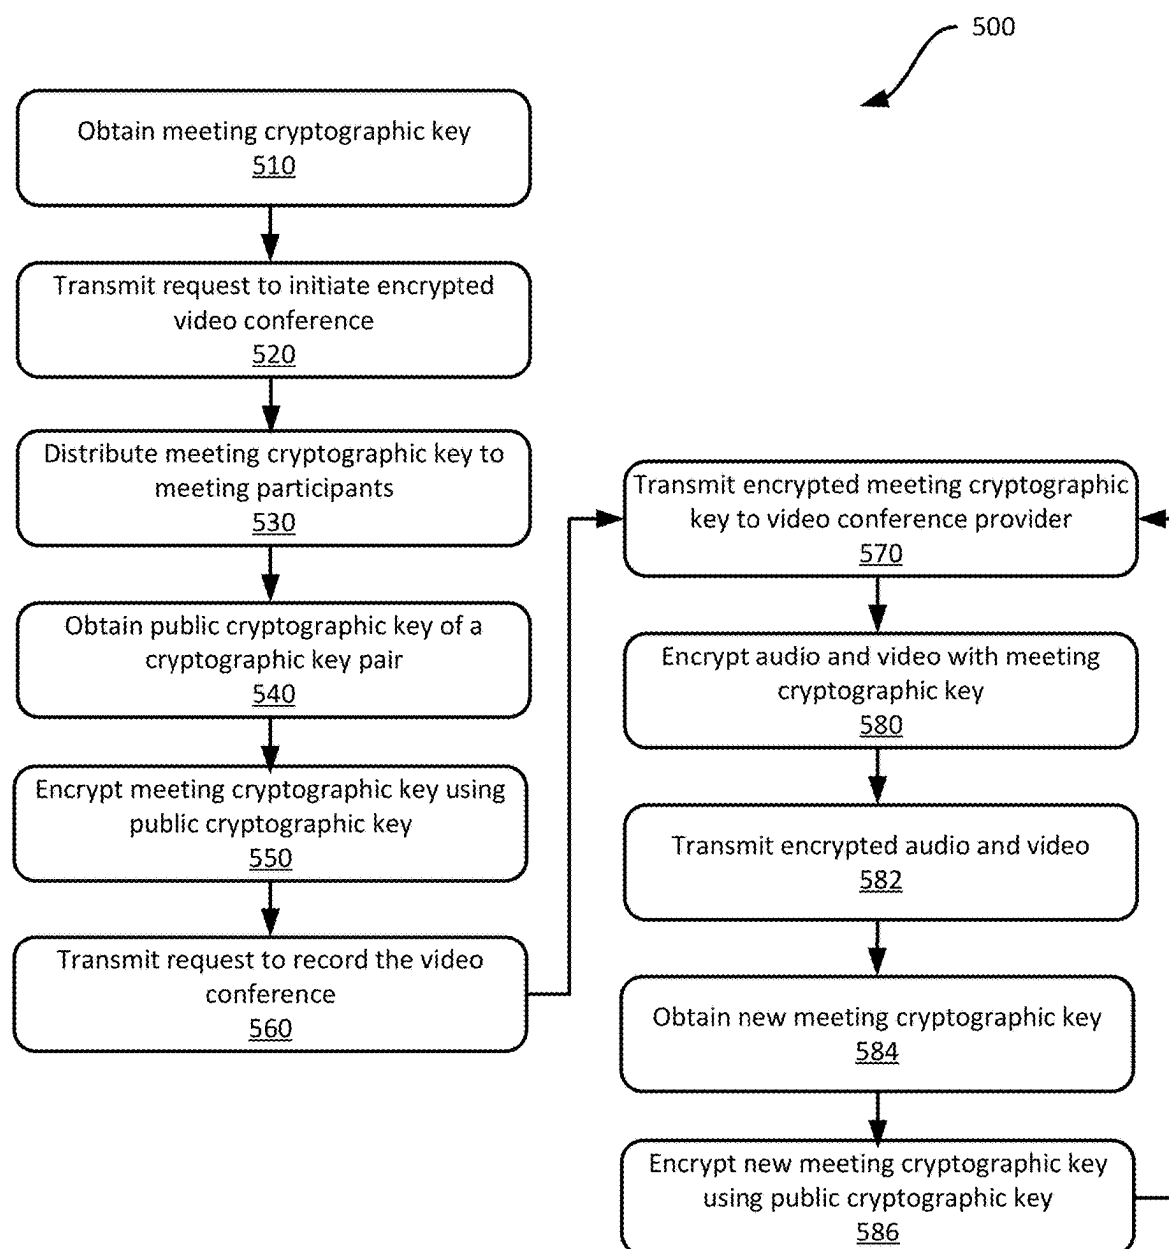 500
Obtain meeting cryptographic key
510
Transmit request to initiate encrypted
video conference
520
Distribute meeting cryptographic key to
meeting participants
530
Obtain public cryptographic key of a
cryptographic key pair
540
Encrypt meeting cryptographic key using
public cryptographic key
550
Transmit request to record the video
conference
560
Transmit encrypted meeting cryptographic
key to video conference provider
570
Encrypt audio and video with meeting
cryptographic key
580
Transmit encrypted audio and video
582
Obtain new meeting cryptographic key
584
Encrypt new meeting cryptographic key
using public cryptographic key
586